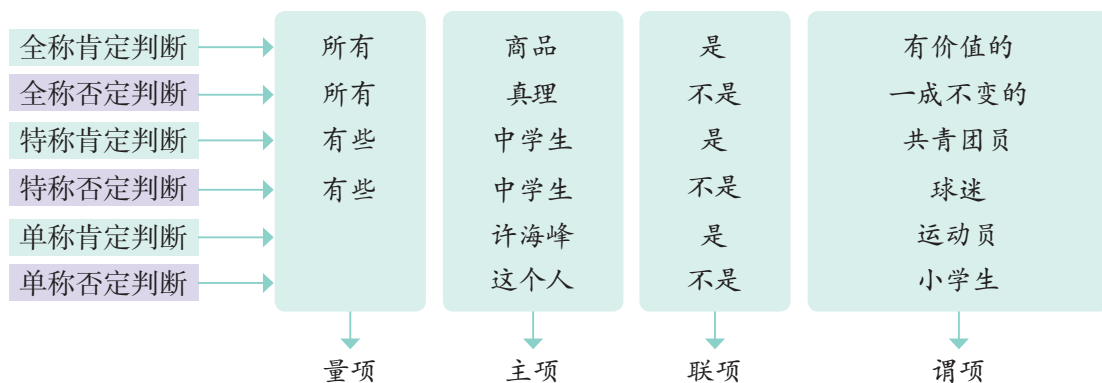 全称肯定判断 所有 商品 是 有价值的
全称否定判断 所有 真理 不是 一成不变的
特称肯定判断 有些 中学生 是 共青团员
特称否定判断 有些 中学生 不是 球迷
单称肯定判断 许海峰 是 运动员
单称否定判断 这个人 不是 小学生
量项 主项 联项 谓项